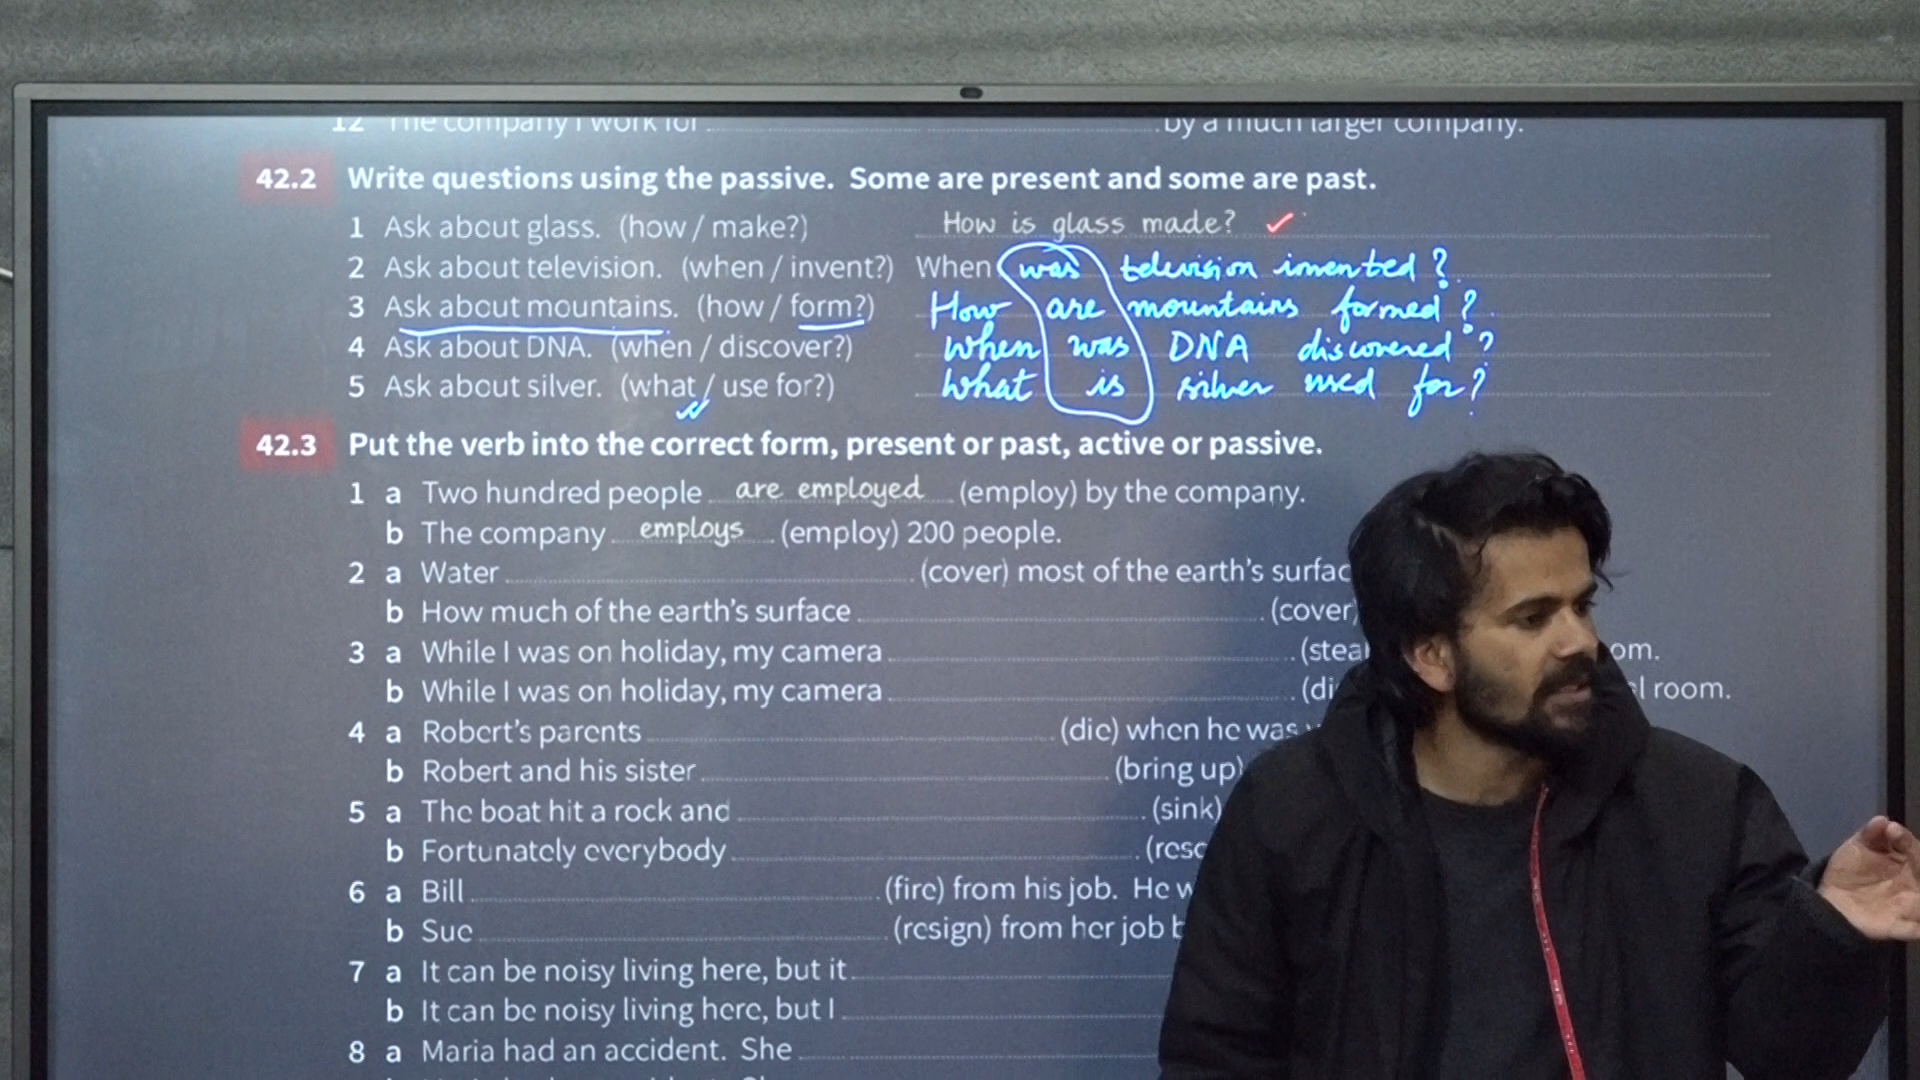 12 The company I work for by a much larger company.
42.2 Write questions using the passive. Some are present and some are past.
1 Ask about glass. (how / make?) How is glass made? ✓
2 Ask about television. (when / invent?) When was television invented?
3 Ask about mountains. (how / form?) How are mountains formed?
4 Ask about DNA. (when / discover?) when was DNA discovered?
5 Ask about silver. (what / use for?) what is silver used for?
42.3 Put the verb into the correct form, present or past, active or passive.
1 a Two hundred people are employed (employ) by the company.
b The company employs (employ) 200 people.
2 a Water (cover) most of the earth's
b How much of the earth's surface (cover)
3 a While I was on holiday, my camera
b While I was on holiday, my camera room.
4 a Robert's parents (die) when he was
b Robert and his sister (bring up)
5 a The boat hit a rock and (sink)
b Fortunately everybody
6 a Bill (fire) from his job. He
b Sue (resign) from her job
7 a It can be noisy living here, but it
b It can be noisy living here, but I
8 a Maria had an accident. She